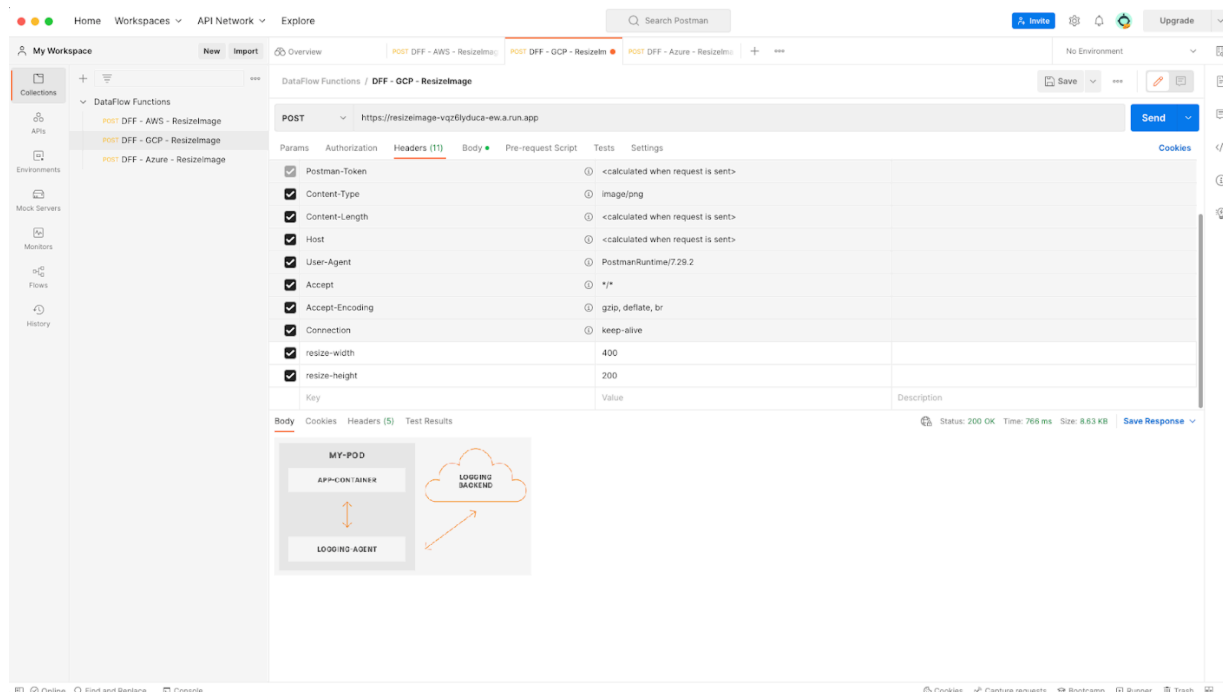 Home Workspaces API Network Explore Search Postman Invite Upgrade
My Workspace New Import Overview POST DFF - AWS - ResizeImag POST DFF - GCP - ResizeIm POST DFF - Azure - ResizeIma No Environment
Collections
APIs
Environments
Mock Servers
Monitors
Flows
History
DataFlow Functions
POST DFF - AWS - ResizeImage
POST DFF - GCP - ResizeImage
POST DFF - Azure - ResizeImage
DataFlow Functions / DFF - GCP - ResizeImage Save
POST https://resizeimage-vqz6lyduca-ew.a.run.app Send
Params Authorization Headers (11) Body Pre-request Script Tests Settings Cookies
Postman-Token <calculated when request is sent>
Content-Type image/png
Content-Length <calculated when request is sent>
Host <calculated when request is sent>
User-Agent PostmanRuntime/7.29.2
Accept */*
Accept-Encoding gzip, deflate, br
Connection keep-alive
resize-width 400
resize-height 200
Key Value Description
Body Cookies Headers (5) Test Results Status: 200 OK Time: 766 ms Size: 8.63 KB Save Response
MY-POD
APP-CONTAINER
LOGGING-AGENT
LOGGING
BACKEND
Online Find and Replace Console Cookies Capture requests Bootcamp Runner Trash